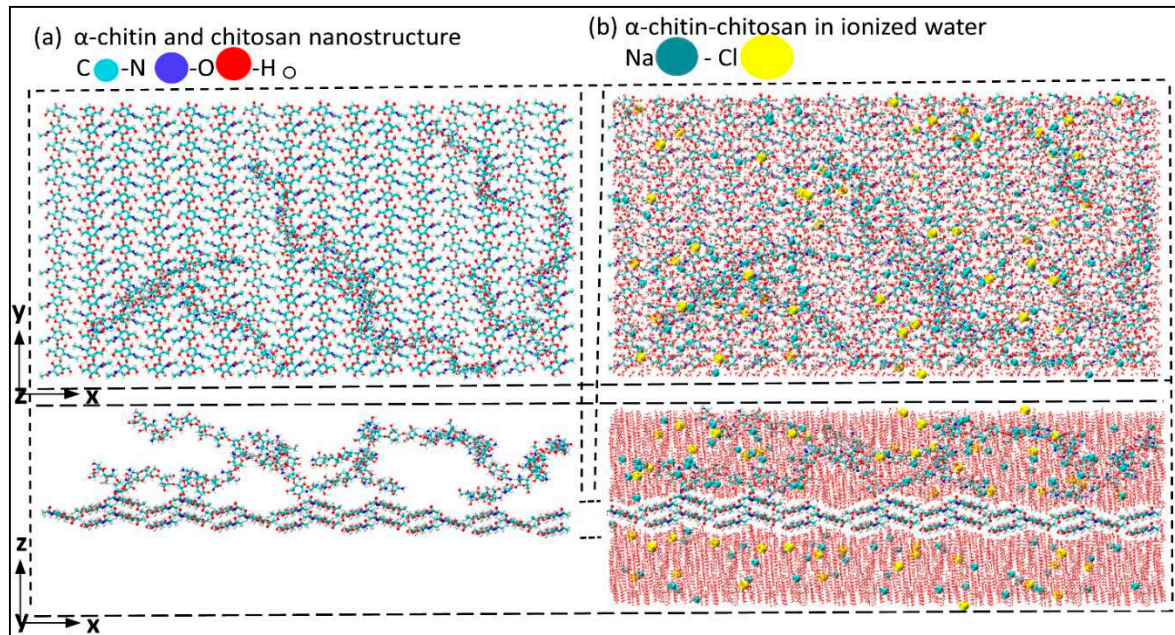 (a) α-chitin and chitosan nanostructure
C -N -O -H
(b) α-chitin-chitosan in ionized water
Na - Cl
y
z x
z
y x